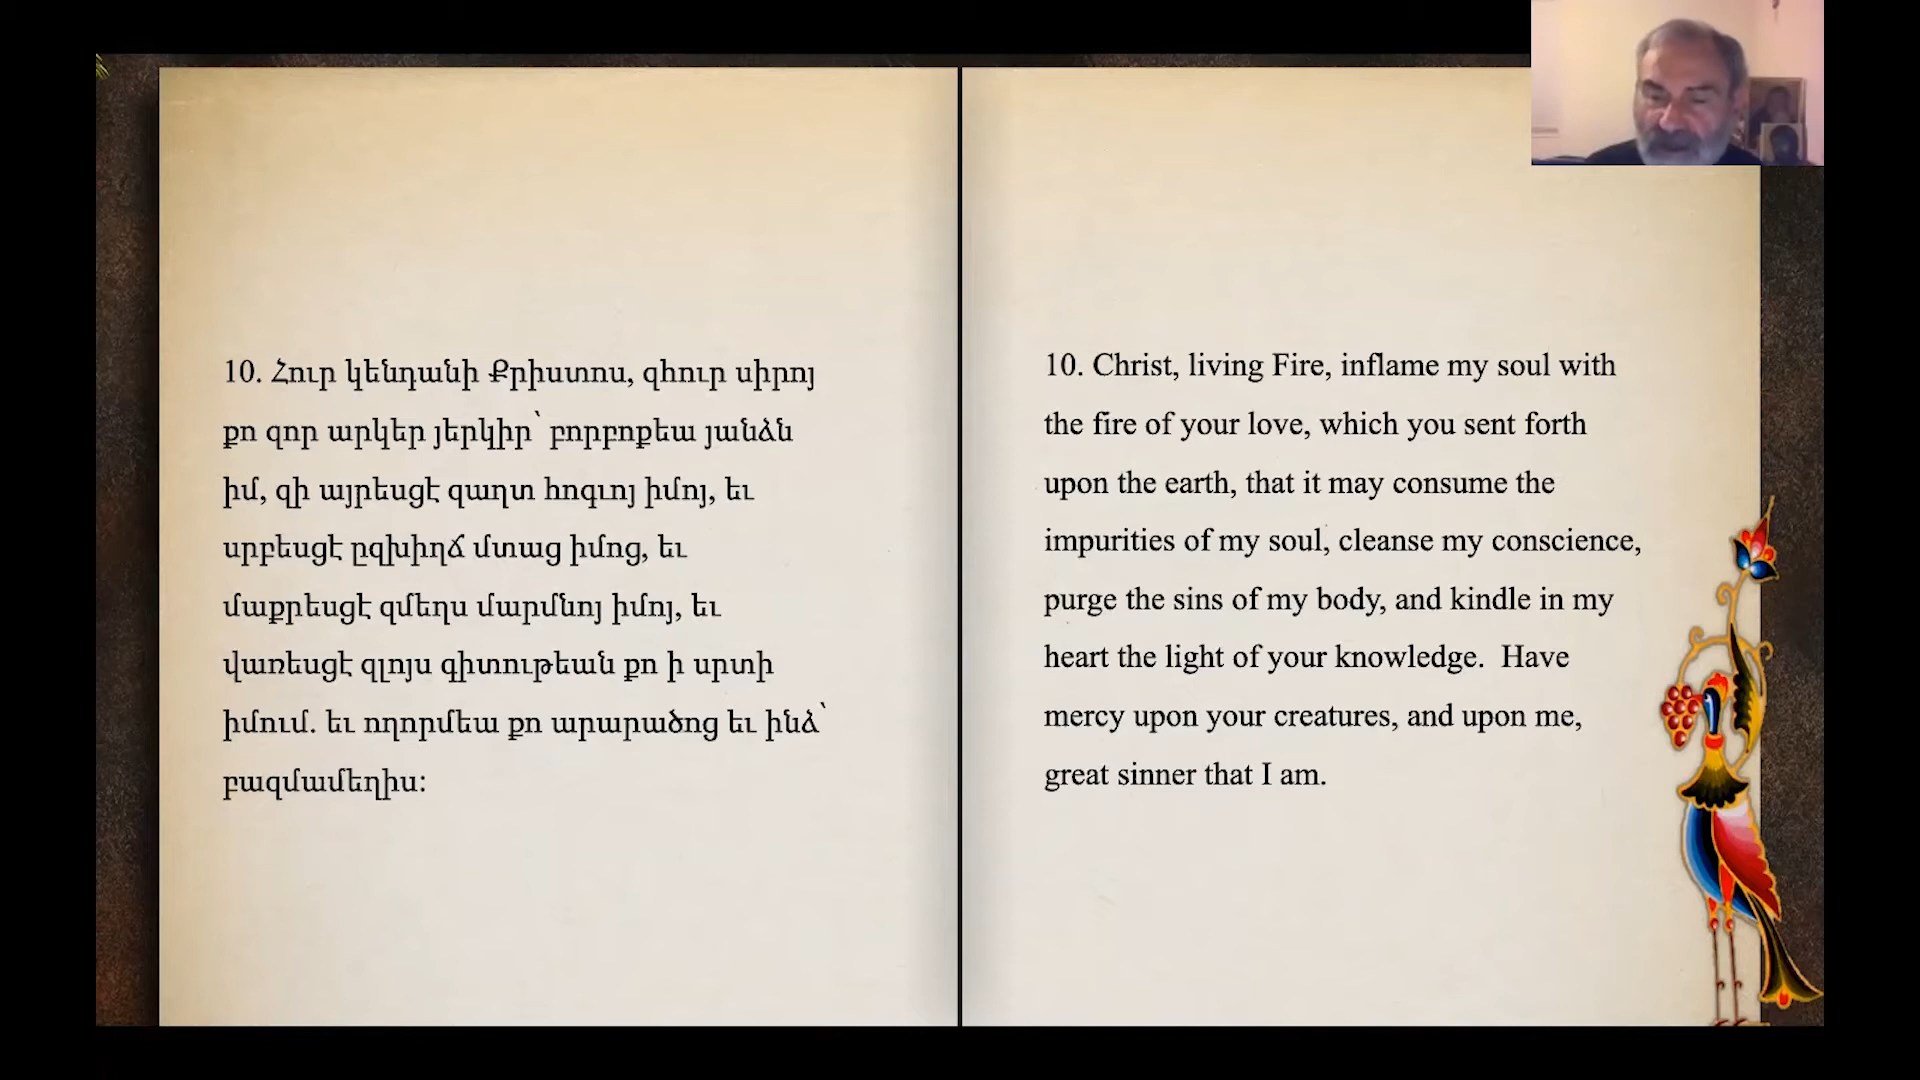 10. Հուր կենդանի Քրիստոս, զհուր սիրոյ
քո զոր արկեր յերկիր՝ բորբոքեա յանձն
իմ, զի այրեսցէ զաղտ հոգւոյ իմոյ, եւ
սրբեսցէ ըզխիղճ մտաց իմոց, եւ
մաքրեսցէ զմեղս մարմնոյ իմոյ, եւ
վառեսցէ զլոյս գիտութեան քո ի սրտի
իմում. եւ ողորմեա քո արարածոց եւ ինձ՝
բազմամեղիս:
10. Christ, living Fire, inflame my soul with
the fire of your love, which you sent forth
upon the earth, that it may consume the
impurities of my soul, cleanse my conscience,
purge the sins of my body, and kindle in my
heart the light of your knowledge.  Have
mercy upon your creatures, and upon me,
great sinner that I am.